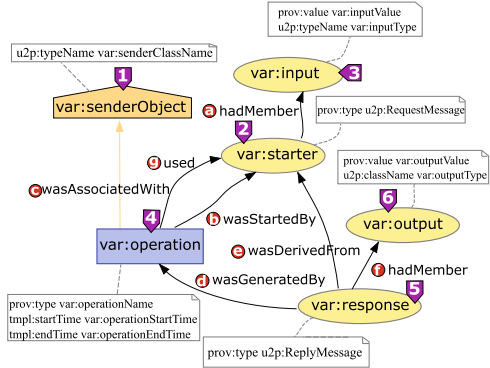 prov:value var:inputValue
u2p:typeName var:inputType
u2p:typeName var:senderClassName
1
var:input
3
var:senderObject
a hadMember
prov:type u2p:RequestMessage
2
var:starter
g used
prov:value var:outputValue
u2p:className var:outputType
c wasAssociatedWith
6
4
b wasStartedBy
var:output
var:operation
e wasDerivedFrom
d wasGeneratedBy
f hadMember
5
prov:type var:operationName
tmpl:startTime var:operationStartTime
tmpl:endTime var:operationEndTime
var:response
prov:type u2p:ReplyMessage